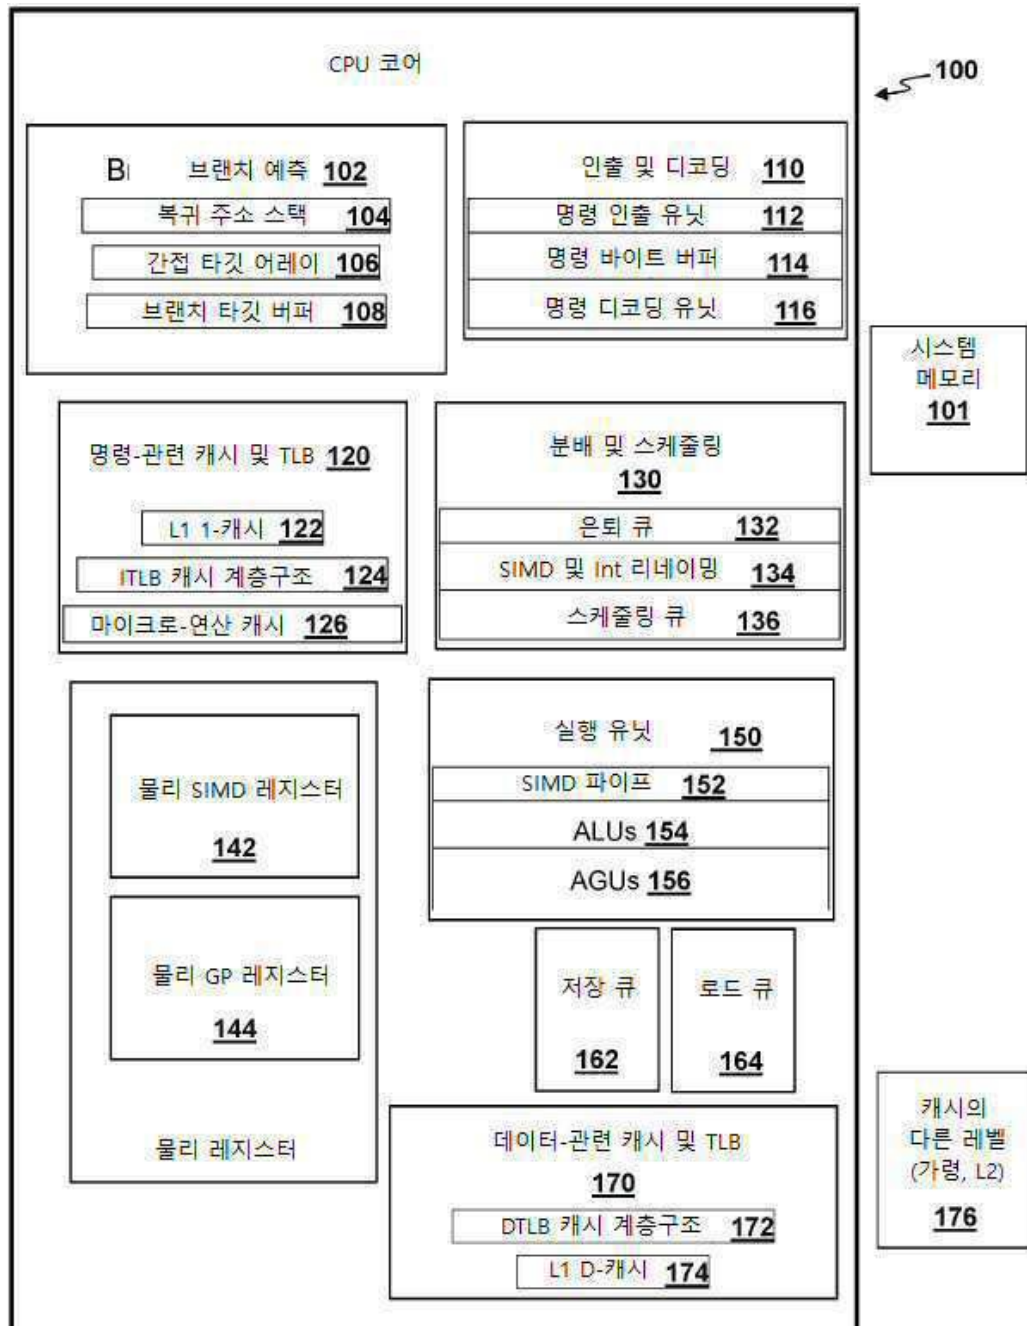 CPU 코어
100
B 브랜치 예측 102
복귀 주소 스택 104
간접 타깃 어레이 106
브랜치 타깃 버퍼 108
인출 및 디코딩 110
명령 인출 유닛 112
명령 바이트 버퍼 114
명령 디코딩 유닛 116
시스템
메모리
101
명령-관련 캐시 및 TLB 120
L1 1-캐시 122
ITLB 캐시 계층구조 124
마이크로-연산 캐시 126
분배 및 스케줄링
130
은퇴 큐 132
SIMD 및 Int 리네이밍 134
스케줄링 큐 136
물리 SIMD 레지스터
142
물리 GP 레지스터
144
물리 레지스터
실행 유닛 150
SIMD 파이프 152
ALUs 154
AGUs 156
저장 큐
162
로드 큐
164
데이터-관련 캐시 및 TLB
170
DTLB 캐시 계층구조 172
L1 D-캐시 174
캐시의
다른 레벨
(가령, L2)
176